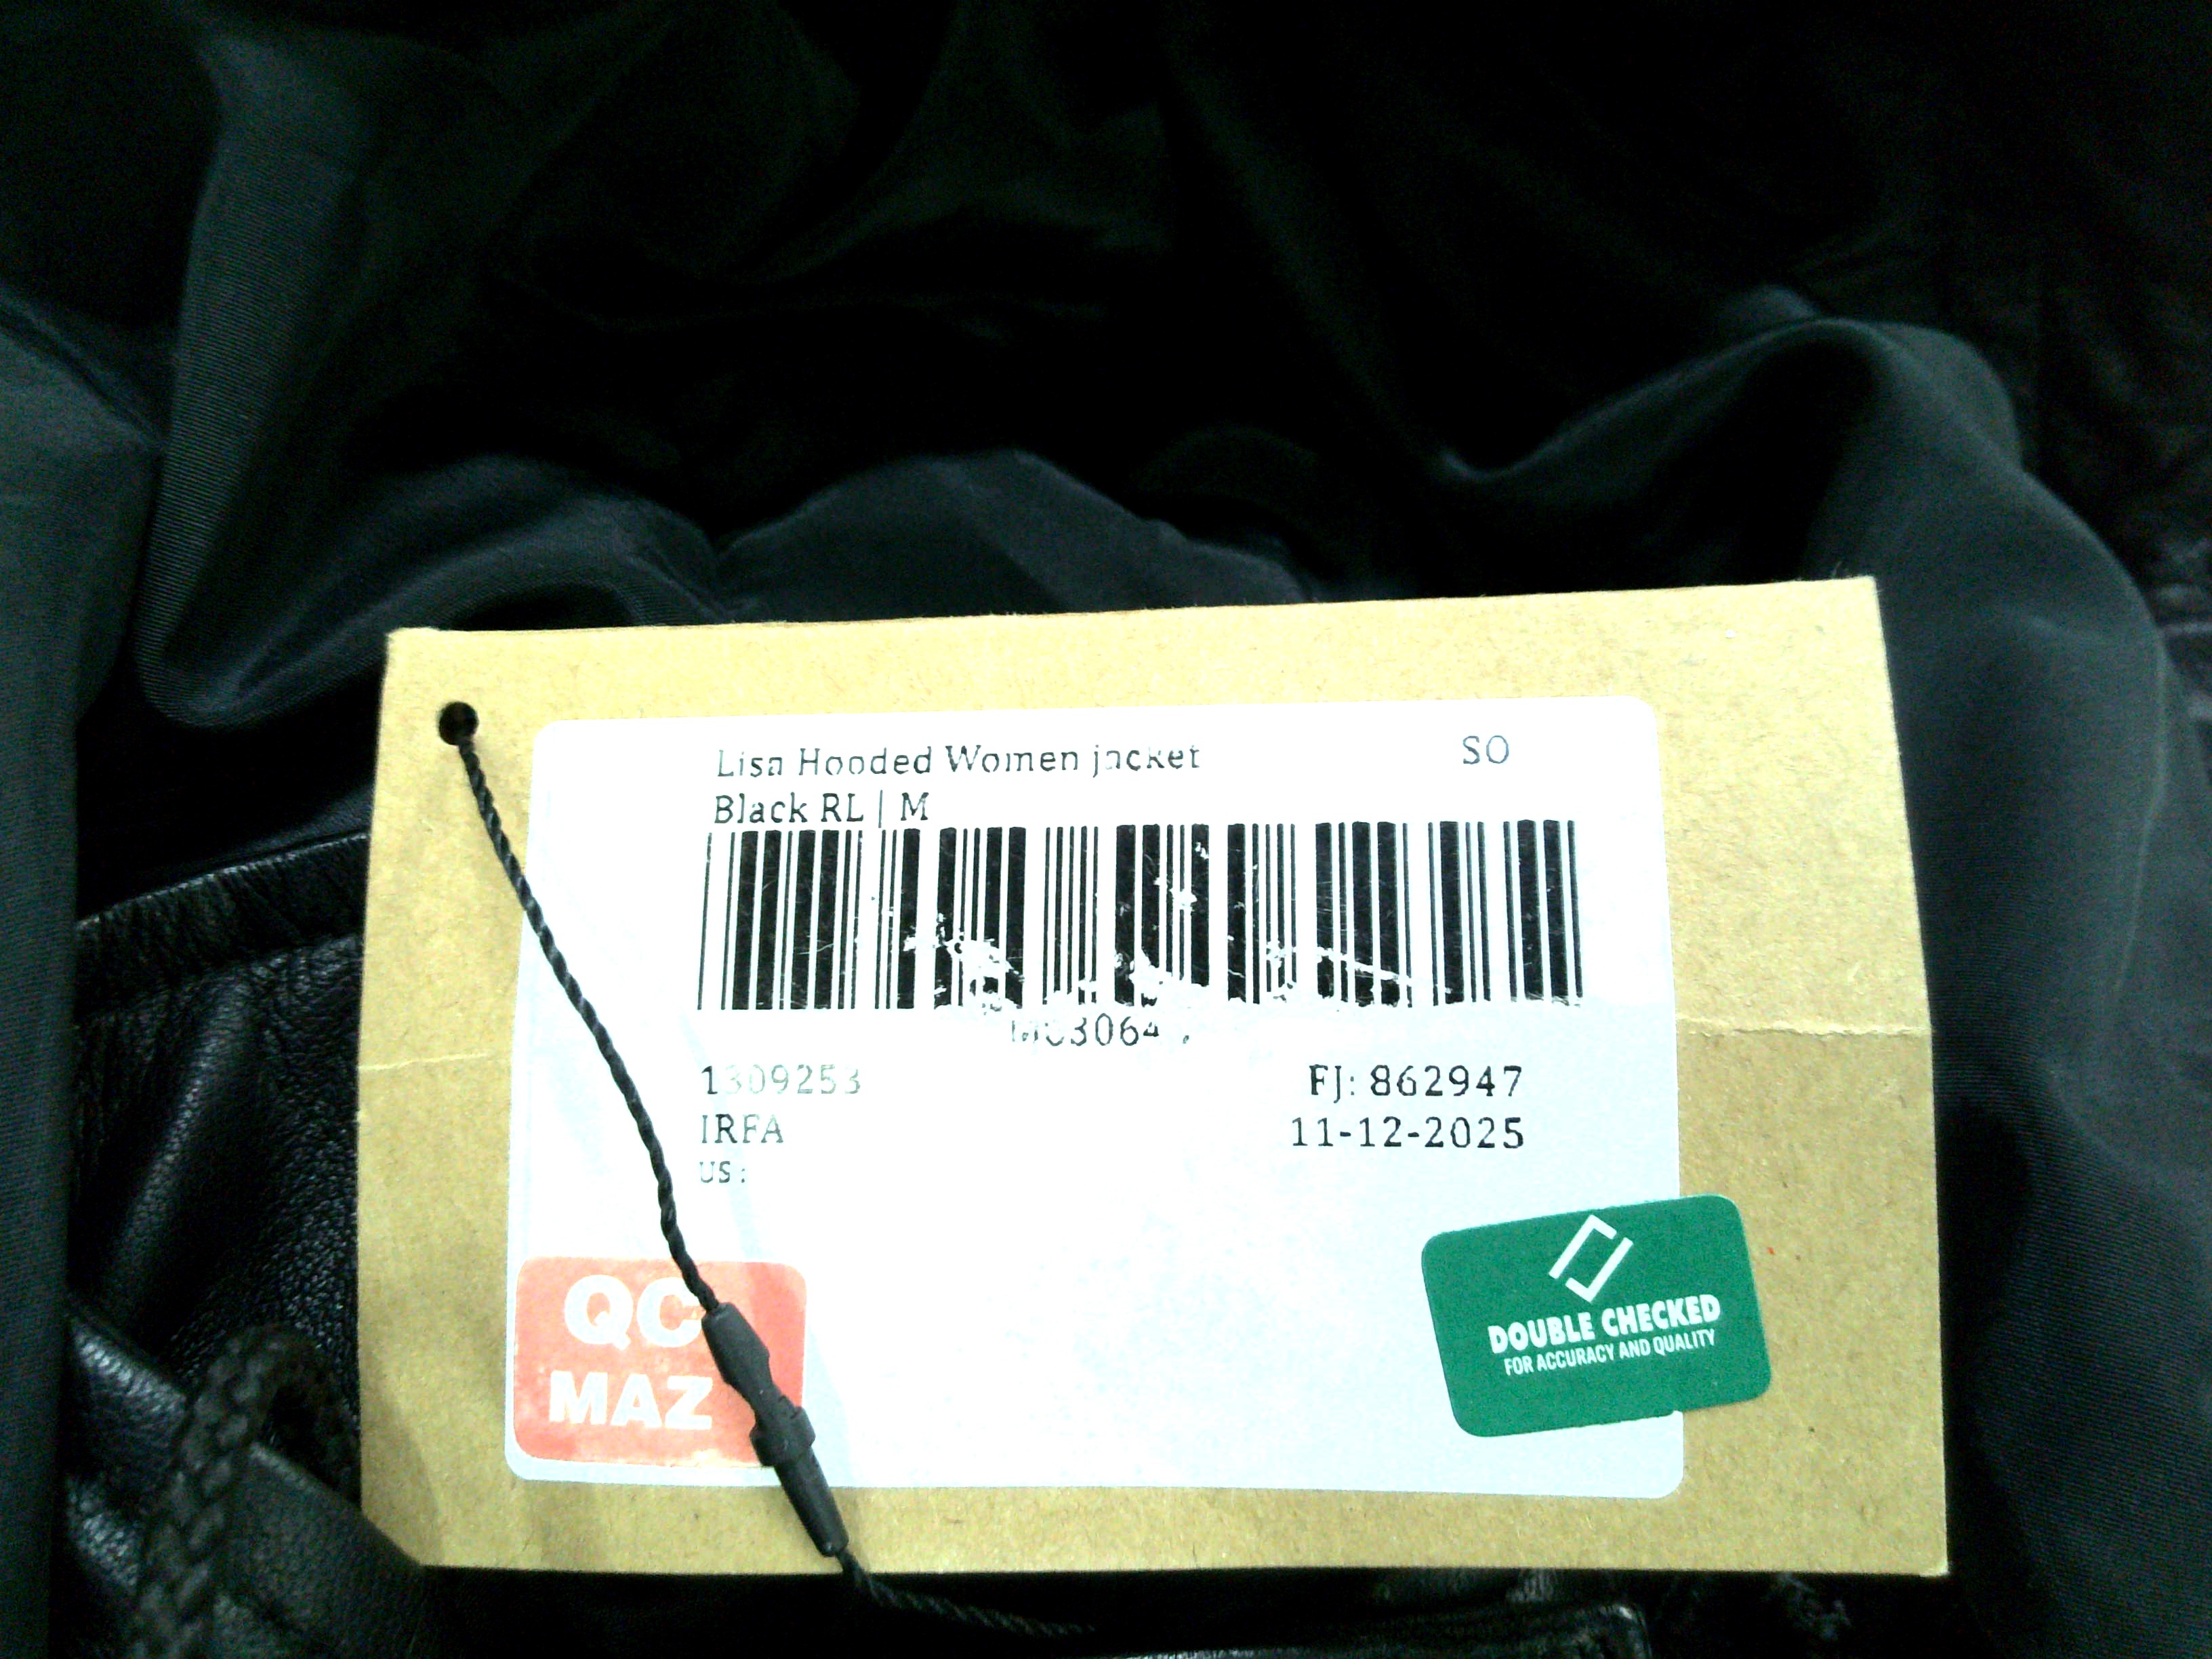 Lisa Hooded Women jacket SO
Black RL | M
1309253 FJ: 862947
IRFA 11-12-2025
US:
QC
MAZ
DOUBLE CHECKED
FOR ACCURACY AND QUALITY